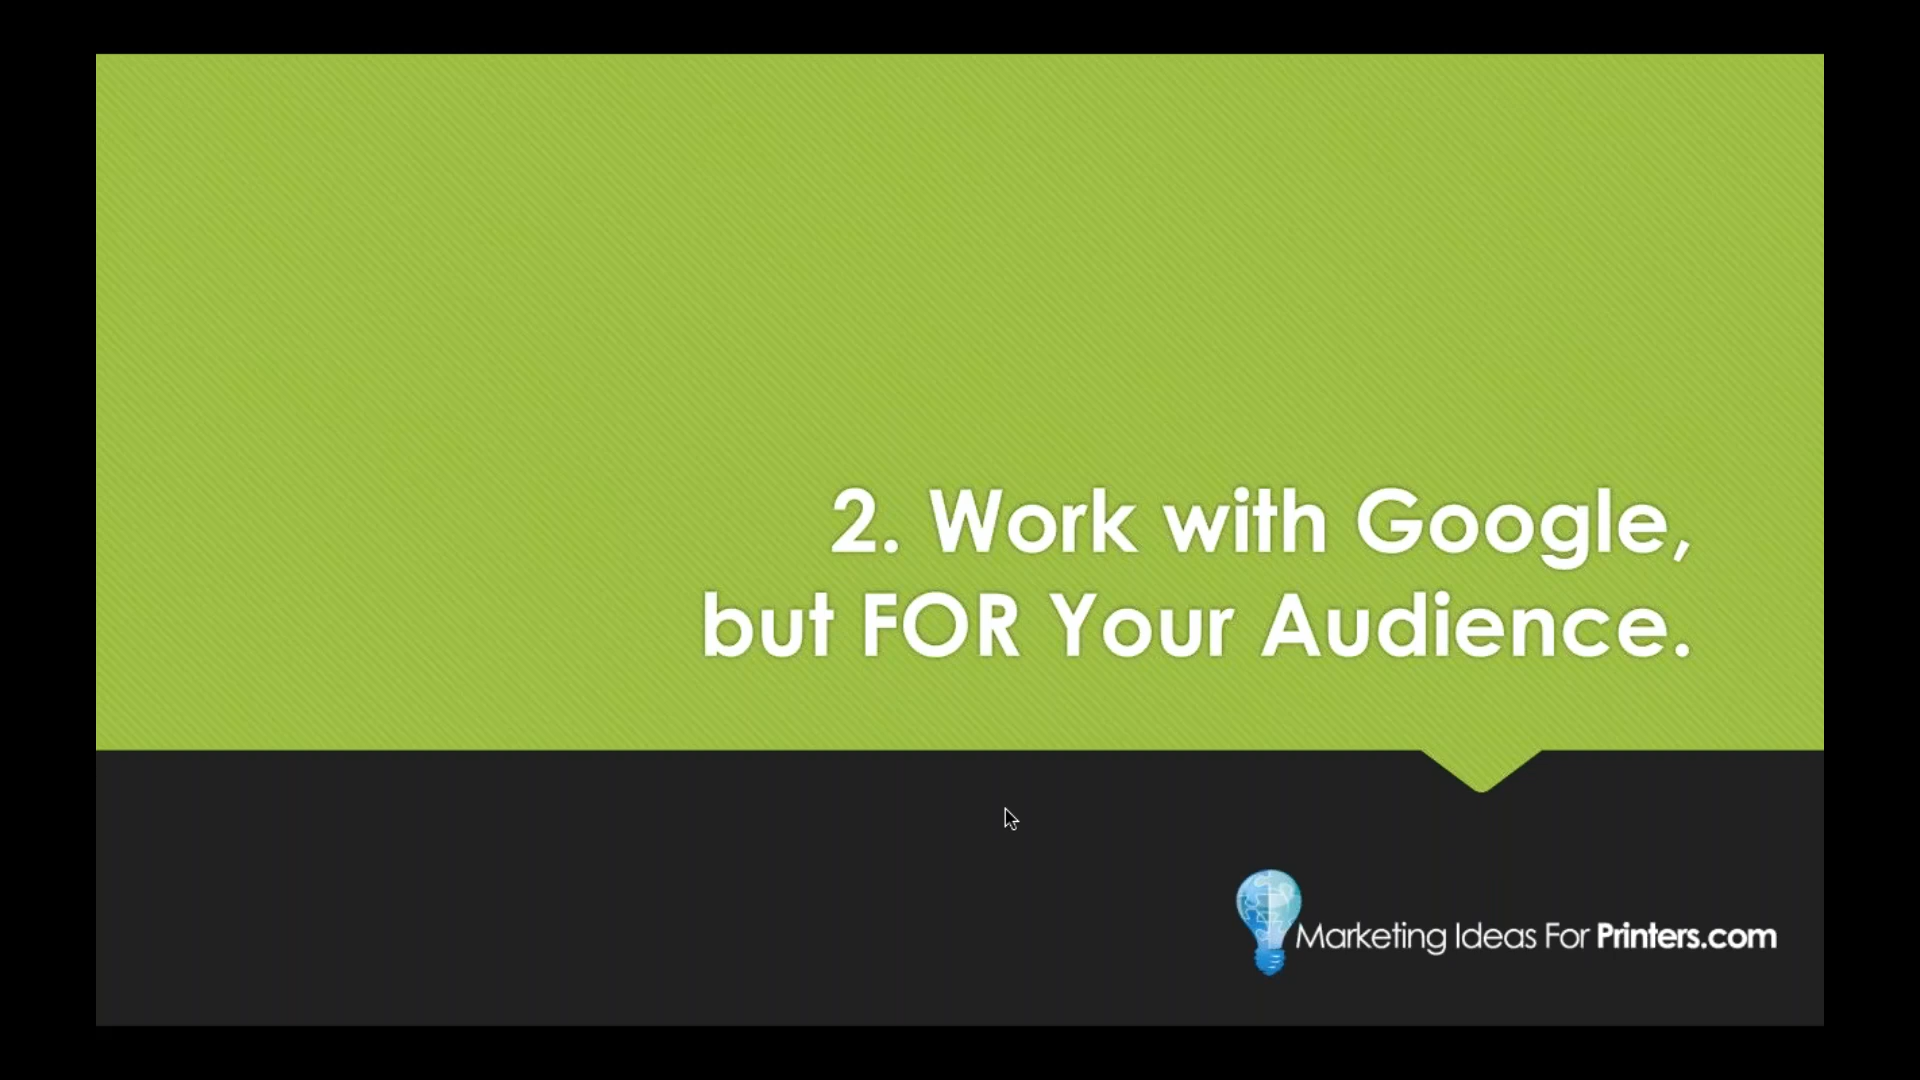 2. Work with Google,
but FOR Your Audience.
Marketing Ideas For Printers.com